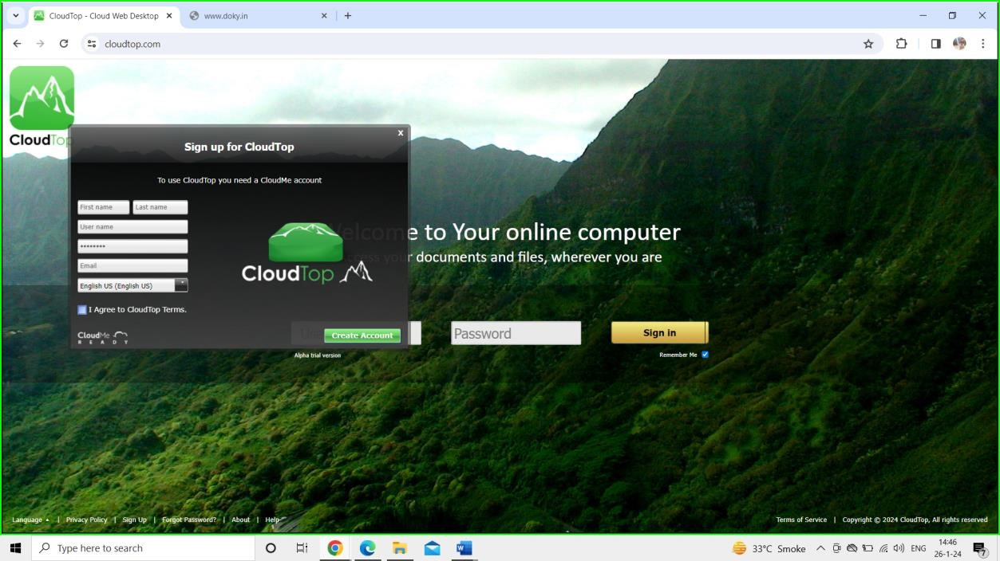 CloudTop - Cloud Web Desktop
www.doky.in
cloudtop.com
CloudTop
Sign up for CloudTop
To use CloudTop you need a CloudMe account
First name Last name
User name
••••••••
Email
English US (English US)
I Agree to CloudTop Terms.
CloudMe
READY
CloudTop
Create Account
elcome to Your online computer
cess your documents and files, wherever you are
Password
Sign in
Alpha trial version
Remember Me
Language | Privacy Policy | Sign Up | Forgot Password? | About | Help
Terms of Service | Copyright © 2024 CloudTop, All rights reserved
Type here to search
33°C Smoke
ENG
14:46
26-1-24
7